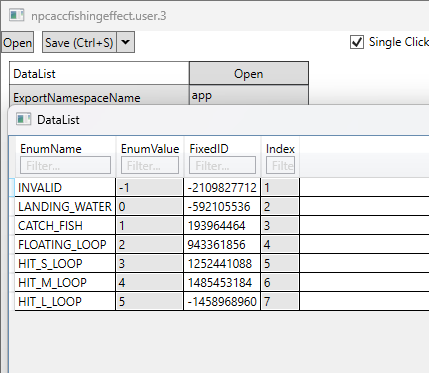 npcaccfishingeffect.user.3
Open Save (Ctrl+S) Single Click
DataList Open
ExportNamespaceName app
DataList
EnumName EnumValue FixedID Index
Filter... Filter... Filter... Filte
INVALID -1 -2109827712 1
LANDING_WATER 0 -592105536 2
CATCH_FISH 1 193964464 3
FLOATING_LOOP 2 943361856 4
HIT_S_LOOP 3 1252441088 5
HIT_M_LOOP 4 1485453184 6
HIT_L_LOOP 5 -1458968960 7